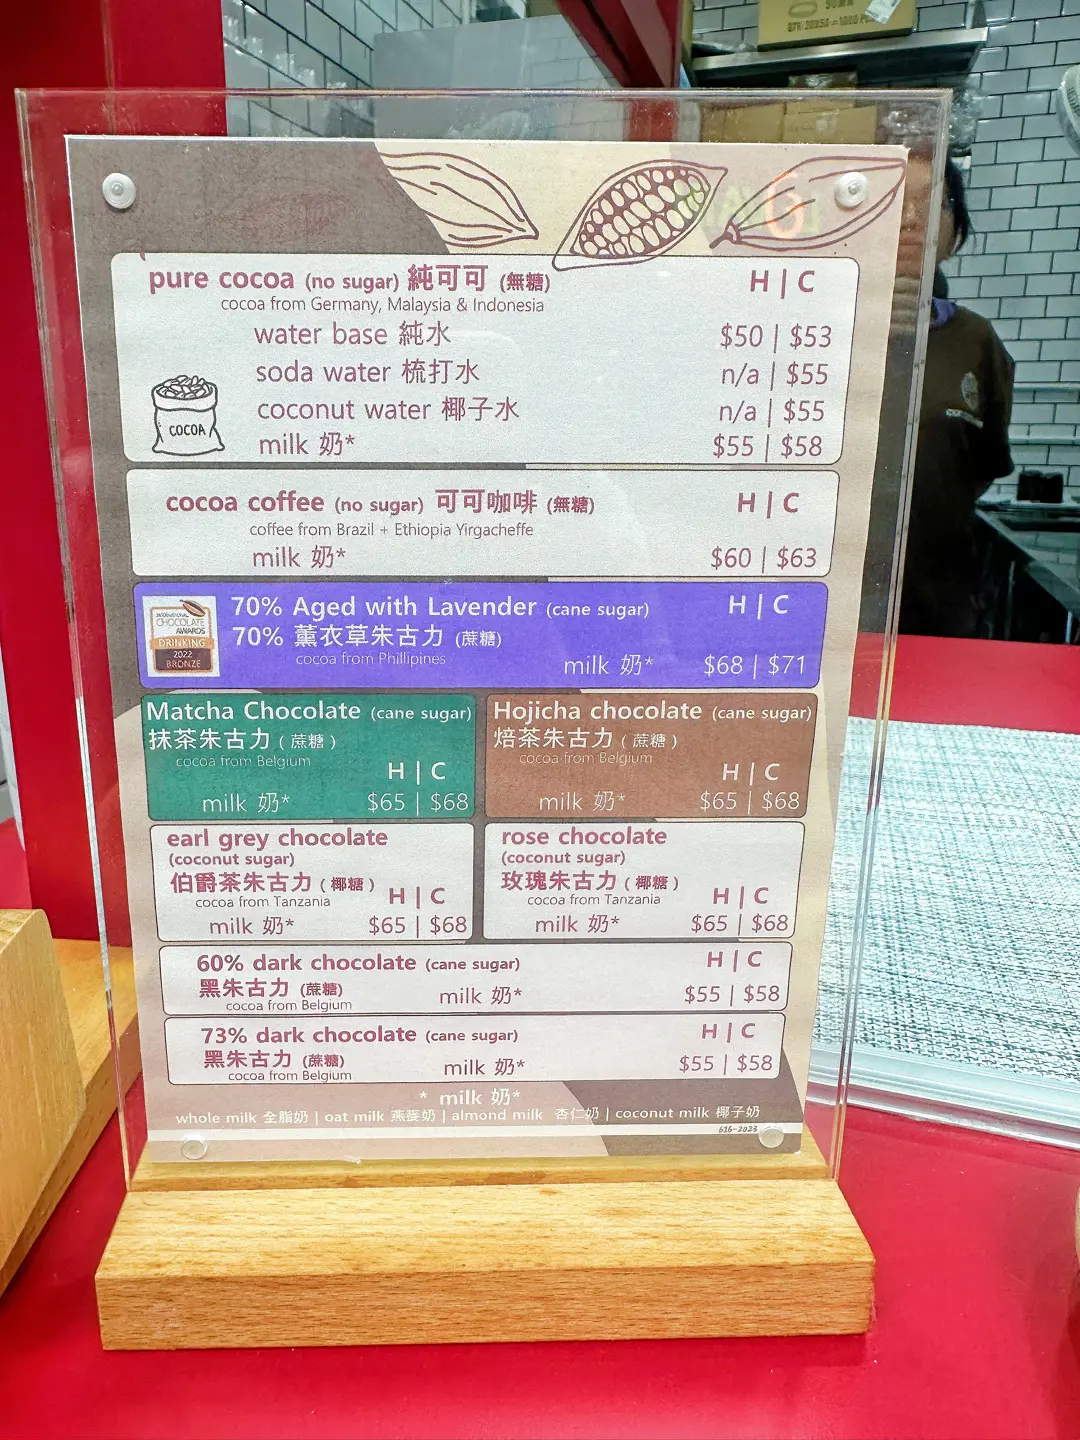 pure cocoa (no sugar) 純可可 (無糖) H | C
cocoa from Germany, Malaysia & Indonesia
water base 純水 $50 | $53
soda water 梳打水 n/a | $55
coconut water 椰子水 n/a | $55
COCOA
milk 奶* $55 | $58
cocoa coffee (no sugar) 可可咖啡 (無糖) H | C
coffee from Brazil + Ethiopia Yirgacheffe
milk 奶* $60 | $63
INTERNATIONAL
CHOCOLATE
AWARDS
DRINKING
2022
BRONZE
70% Aged with Lavender (cane sugar) H | C
70% 薰衣草朱古力 (蔗糖)
cocoa from Phillipines
milk 奶* $68 | $71
Matcha Chocolate (cane sugar)
抹茶朱古力 ( 蔗糖 )
cocoa from Belgium
H | C
milk 奶* $65 | $68
Hojicha chocolate (cane sugar)
焙茶朱古力 ( 蔗糖 )
cocoa from Belgium
H | C
milk 奶* $65 | $68
earl grey chocolate
(coconut sugar)
伯爵茶朱古力 ( 椰糖 ) H | C
cocoa from Tanzania
milk 奶* $65 | $68
rose chocolate
(coconut sugar)
玫瑰朱古力 ( 椰糖 ) H | C
cocoa from Tanzania
milk 奶* $65 | $68
60% dark chocolate (cane sugar) H | C
黑朱古力 (蔗糖)
cocoa from Belgium
milk 奶* $55 | $58
73% dark chocolate (cane sugar) H | C
黑朱古力 (蔗糖)
cocoa from Belgium
milk 奶* $55 | $58
* milk 奶*
whole milk 全脂奶 | oat milk 燕麥奶 | almond milk 杏仁奶 | coconut milk 椰子奶
616-2023